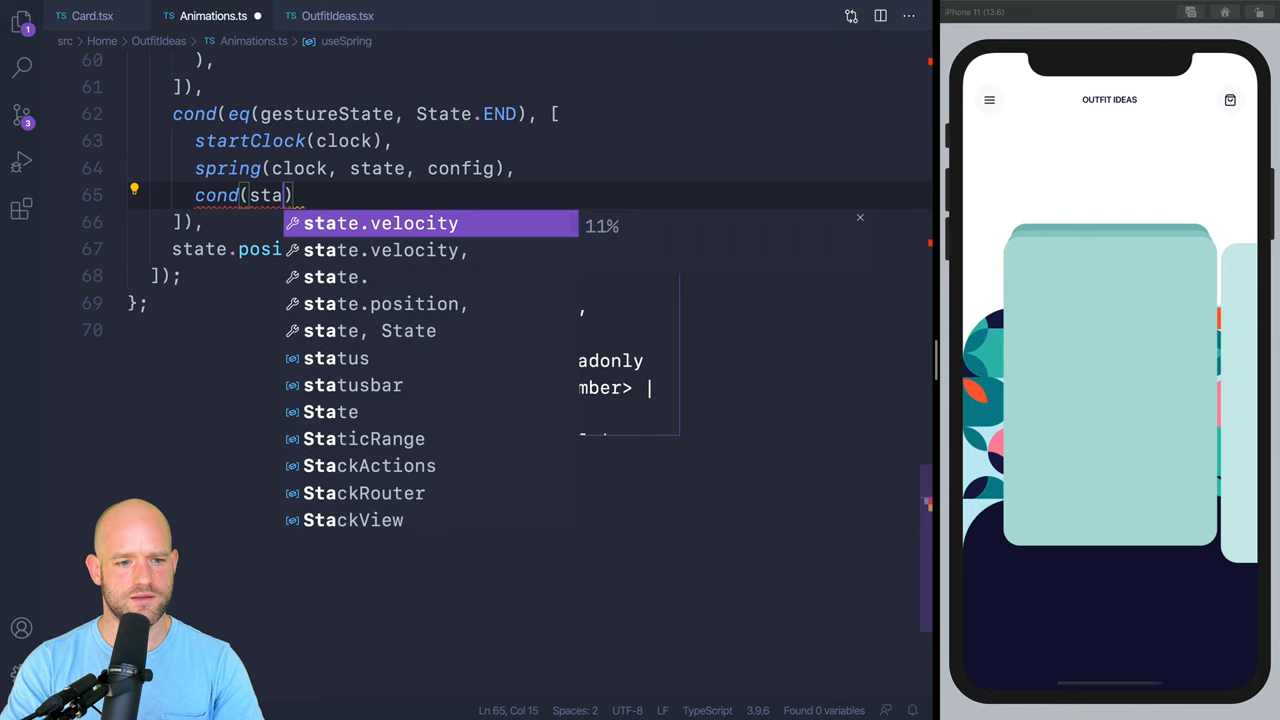 Card.tsx
Animations.ts
OutfitIdeas.tsx
src
Home
OutfitIdeas
Animations.ts
useSpring
60 ),
61 ]),
62 cond(eq(gestureState, State.END), [
63 startClock(clock),
64 spring(clock, state, config),
65 cond(sta)
66 ]),
67 state.posi
68 ]);
69 };
70
state.velocity
state.velocity,
state.
state.position,
state, State
status
statusbar
State
StaticRange
StackActions
StackRouter
StackView
11%
,
adonly
mber> |
Ln 65, Col 15
Spaces: 2
UTF-8
LF
TypeScript
3.9.6
Found 0 variables
1
3
iPhone 11 (13.6)
OUTFIT IDEAS